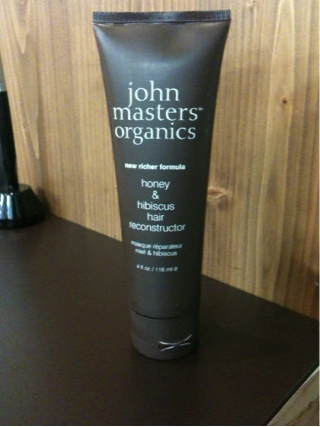 john
masters™
organics
new richer formula
honey
&
hibiscus
hair
reconstructor
masque réparateur
miel & hibiscus
4 fl oz / 118 ml ℮